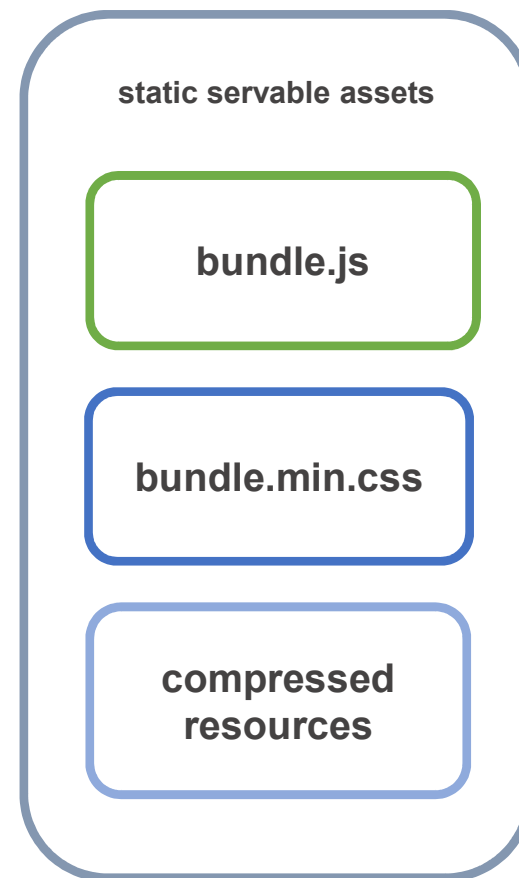 static servable assets
bundle.js
bundle.min.css
compressed
resources